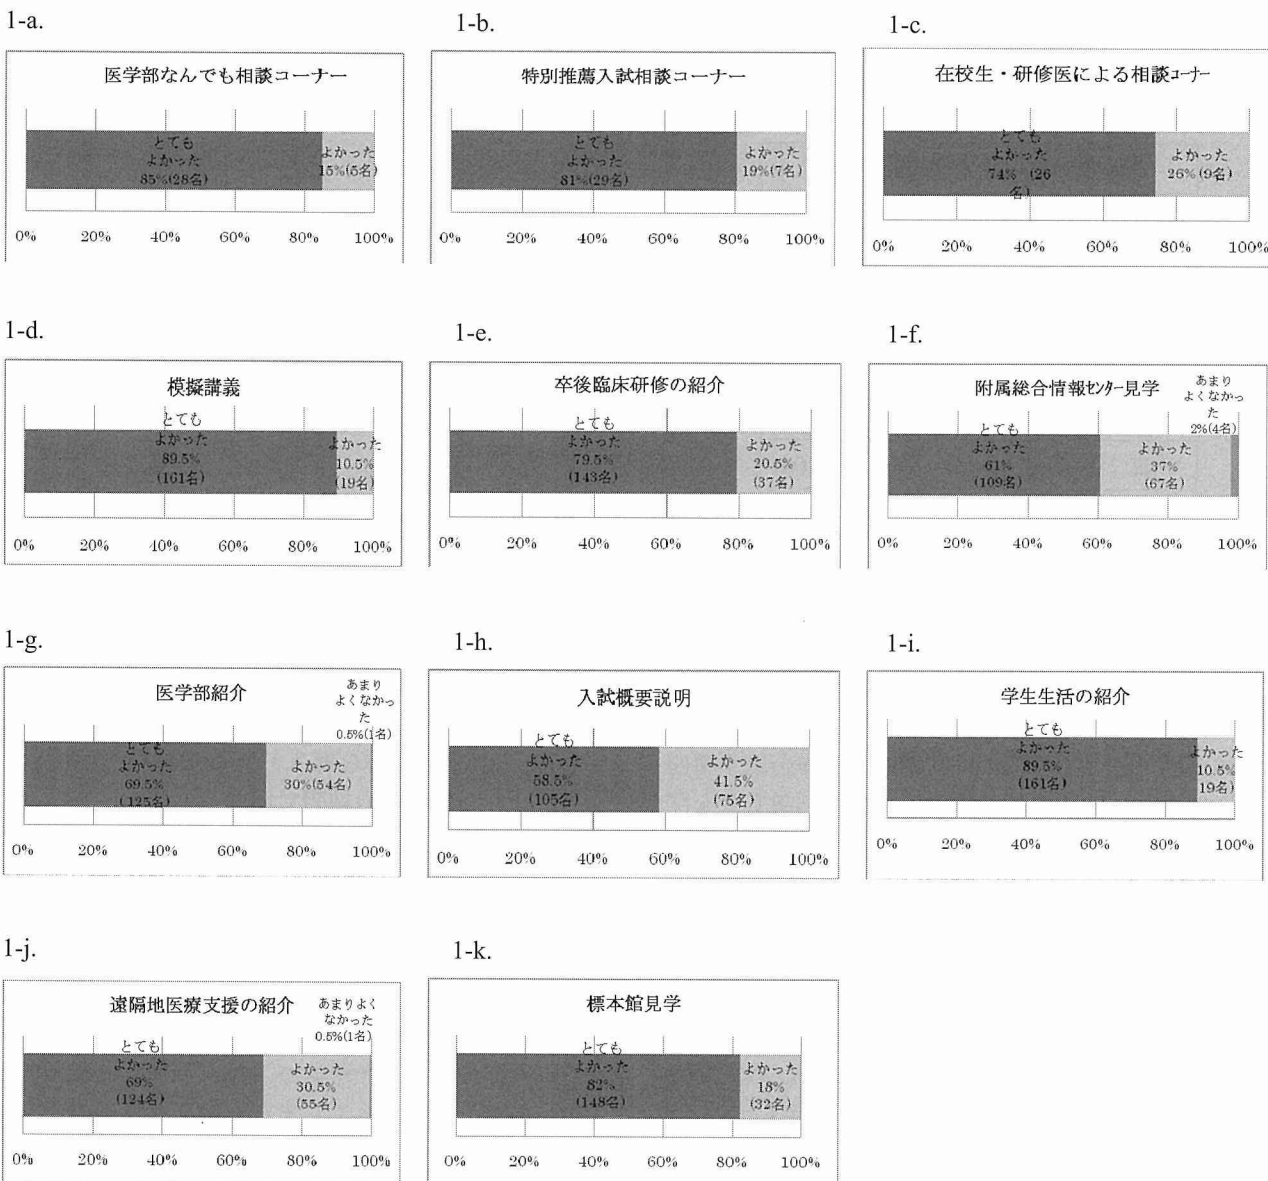 1-a.
医学部なんでも相談コーナー
とても
よかった
85%(28名)
よかった
15%(5名)
0% 20% 40% 60% 80% 100%
1-b.
特別推薦入試相談コーナー
とても
よかった
81%(29名)
よかった
19%(7名)
0% 20% 40% 60% 80% 100%
1-c.
在校生・研修医による相談ｺｰﾅｰ
とても
よかった
74% (26
名)
よかった
26%(9名)
0% 20% 40% 60% 80% 100%
1-d.
模擬講義
とても
よかった
89.5%
(161名)
よかった
10.5%
(19名)
0% 20% 40% 60% 80% 100%
1-e.
卒後臨床研修の紹介
とても
よかった
79.5%
(143名)
よかった
20.5%
(37名)
0% 20% 40% 60% 80% 100%
1-f.
附属総合情報ｾﾝﾀｰ見学
あまり
よくなかっ
た
2%(4名)
とても
よかった
61%
(109名)
よかった
37%
(67名)
0% 20% 40% 60% 80% 100%
1-g.
医学部紹介
あまり
よくなかっ
た
0.5%(1名)
とても
よかった
69.5%
(125名)
よかった
30%(54名)
0% 20% 40% 60% 80% 100%
1-h.
入試概要説明
とても
よかった
58.5%
(105名)
よかった
41.5%
(75名)
0% 20% 40% 60% 80% 100%
1-i.
学生生活の紹介
とても
よかった
89.5%
(161名)
よかった
10.5%
(19名)
0% 20% 40% 60% 80% 100%
1-j.
遠隔地医療支援の紹介
あまりよく
なかった
0.5%(1名)
とても
よかった
69%
(124名)
よかった
30.5%
(55名)
0% 20% 40% 60% 80% 100%
1-k.
標本館見学
とても
よかった
82%
(148名)
よかった
18%
(32名)
0% 20% 40% 60% 80% 100%